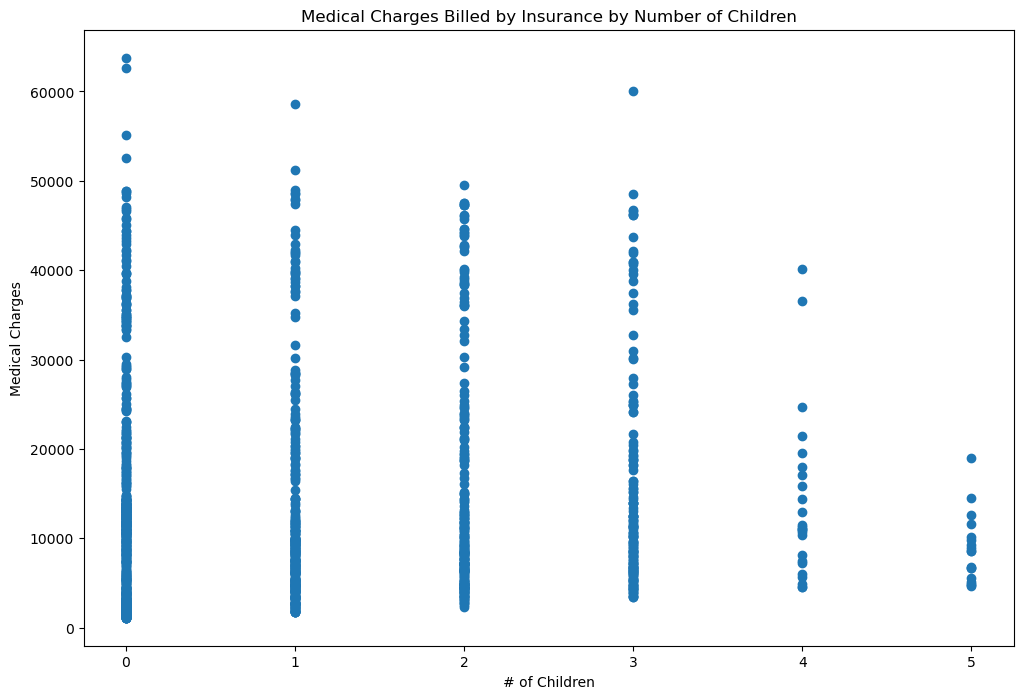 Medical Charges Billed by Insurance by Number of Children
60000
50000
40000
30000
20000
10000
0
Medical Charges
0 1 2 3 4 5
# of Children